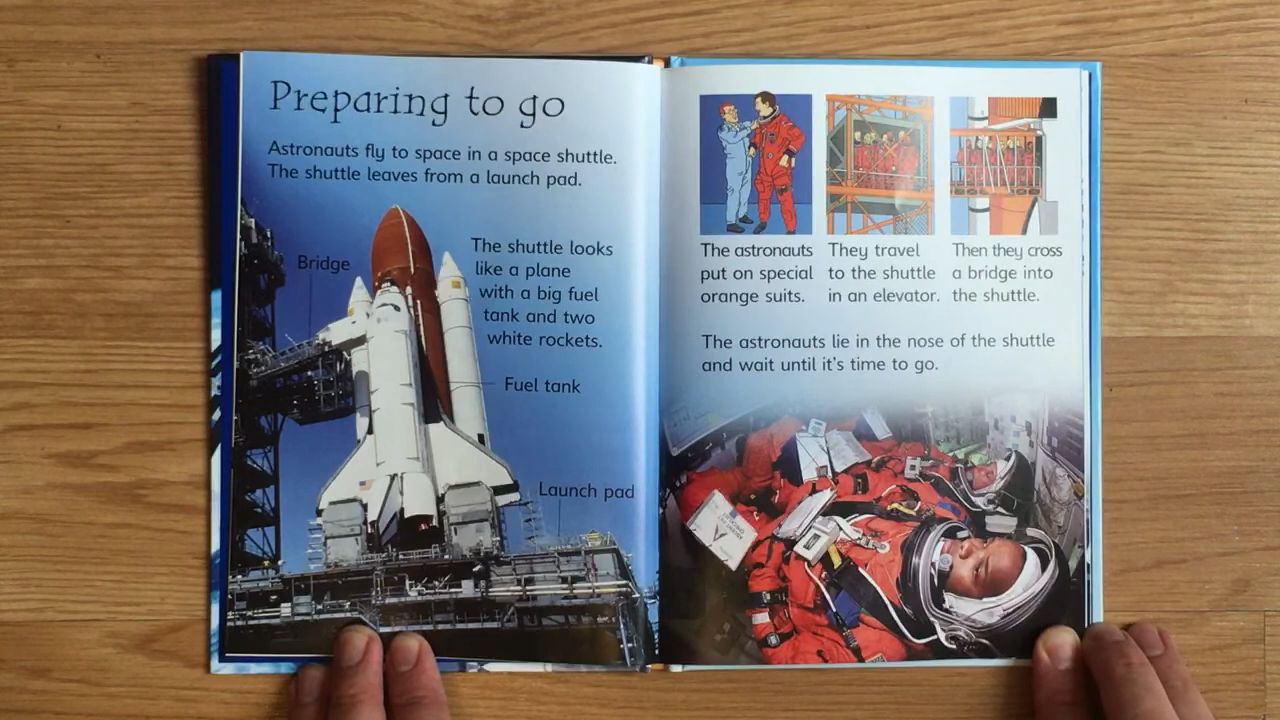 Preparing to go
Astronauts fly to space in a space shuttle.
The shuttle leaves from a launch pad.
Bridge
The shuttle looks
like a plane
with a big fuel
tank and two
white rockets.
Fuel tank
Launch pad
The astronauts
put on special
orange suits.
They travel
to the shuttle
in an elevator.
Then they cross
a bridge into
the shuttle.
The astronauts lie in the nose of the shuttle
and wait until it's time to go.